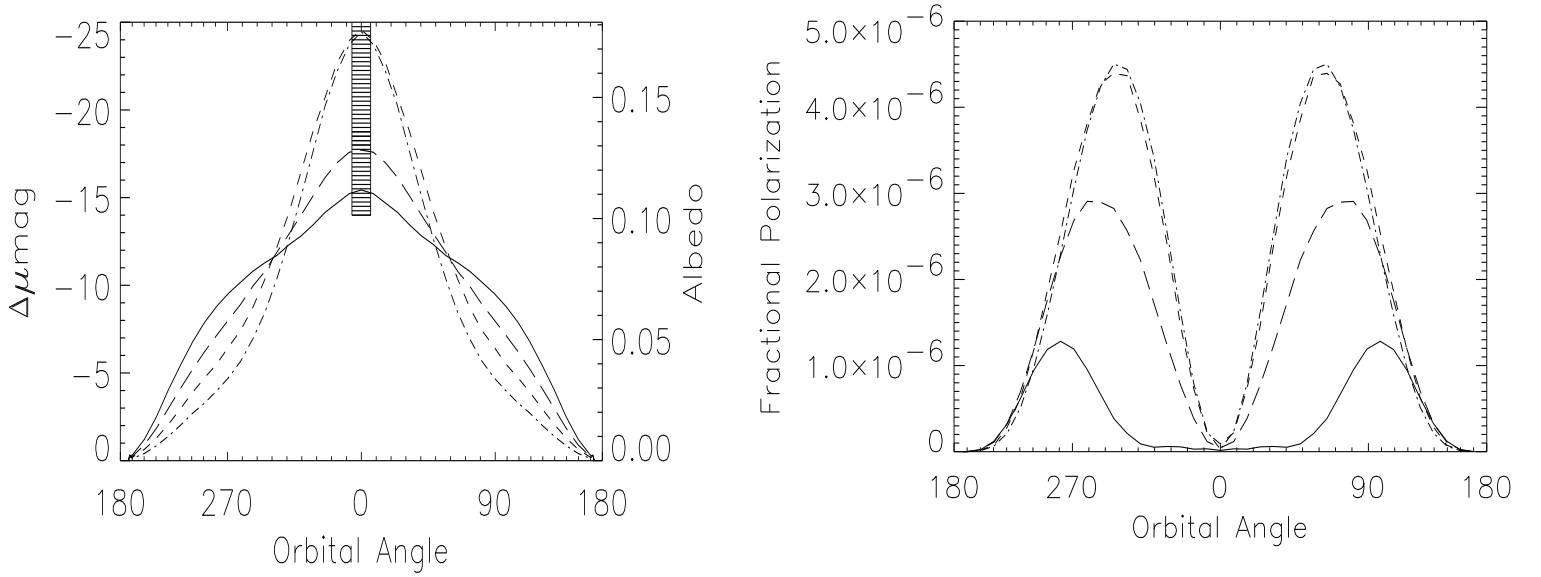 −25
−20
−15
−10
−5
0
Δμmag
0.15
0.10
0.05
0.00
Albedo
180 270 0 90 180
Orbital Angle
5.0×10−6
4.0×10−6
3.0×10−6
2.0×10−6
1.0×10−6
0
Fractional Polarization
180 270 0 90 180
Orbital Angle